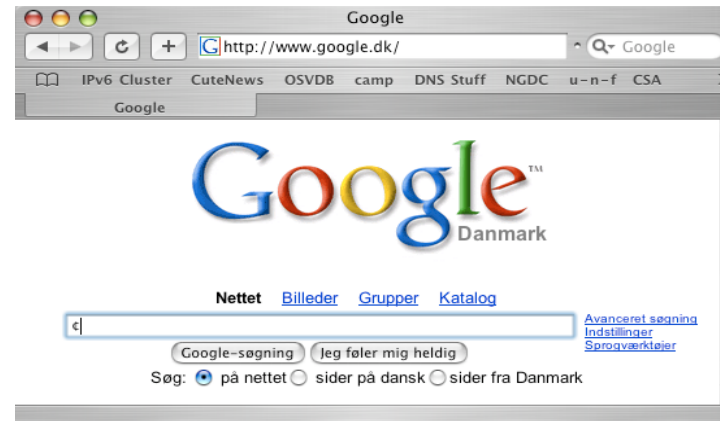 Google
http://www.google.dk/ Google
IPv6 Cluster CuteNews OSVDB camp DNS Stuff NGDC u-n-f CSA
Google
Google™
Danmark
Nettet Billeder Grupper Katalog
¢
Avanceret søgning
Indstillinger
Sprogværktøjer
Google-søgning Jeg føler mig heldig
Søg: på nettet sider på dansk sider fra Danmark